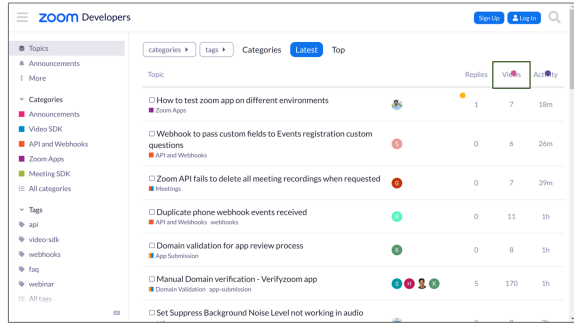 zoom Developers
Sign Up
Log In
Topics
Announcements
More
Categories
Announcements
Video SDK
API and Webhooks
Zoom Apps
Meeting SDK
All categories
Tags
api
video-sdk
webhooks
faq
webinar
All tags
categories
tags
Categories
Latest
Top
Topic
Replies
Views
Activity
How to test zoom app on different environments
Zoom Apps
1
7
18m
Webhook to pass custom fields to Events registration custom
questions
API and Webhooks
S
0
6
26m
Zoom API fails to delete all meeting recordings when requested
Meetings
G
0
7
39m
Duplicate phone webhook events received
API and Webhooks webhooks
0
11
1h
Domain validation for app review process
App Submission
K
0
8
1h
Manual Domain verification - Verifyzoom app
Domain Validation app-submission
S
H
K
5
170
1h
Set Suppress Background Noise Level not working in audio